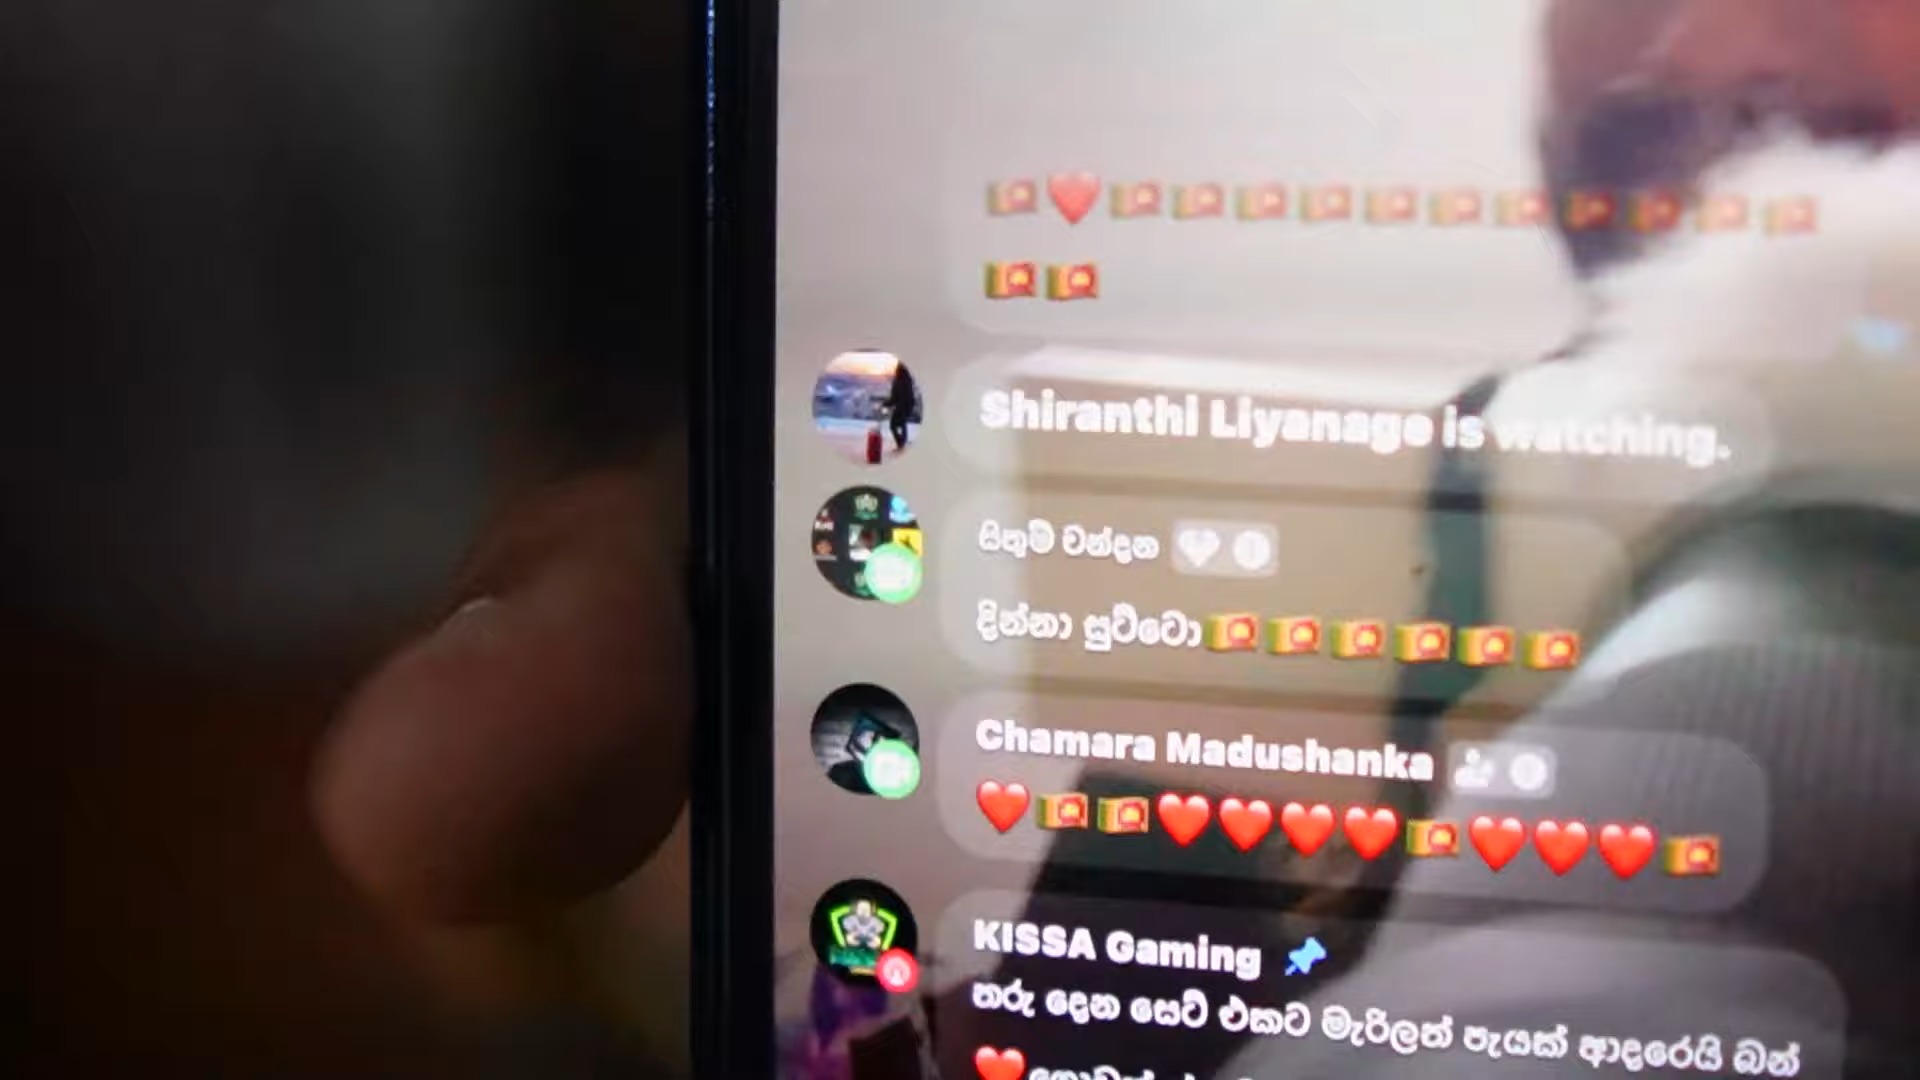 🇱🇰❤️🇱🇰🇱🇰🇱🇰🇱🇰🇱🇰🇱🇰🇱🇰🇱🇰🇱🇰🇱🇰🇱🇰
🇱🇰🇱🇰
Shiranthi Liyanage is watching.
සිතුම් චන්දන
දින්නා සුට්ටො🇱🇰🇱🇰🇱🇰🇱🇰🇱🇰🇱🇰
Chamara Madushanka
❤️🇱🇰🇱🇰❤️❤️❤️❤️🇱🇰❤️❤️❤️🇱🇰
KISSA Gaming 📌
තරු දෙන සෙට් එකට මැරිලත් පැයක් ආදරෙයි බන්
❤️